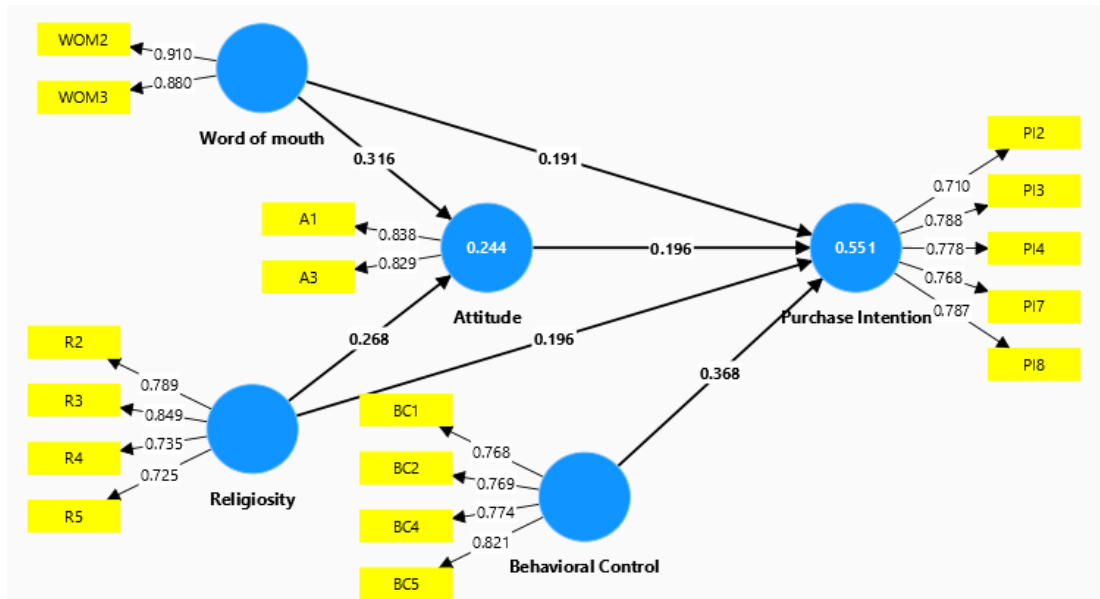 WOM2
0.910
WOM3
0.880
Word of mouth
0.316
0.191
A1
0.838
A3
0.829
0.244
Attitude
0.196
0.551
Purchase Intention
PI2
0.710
PI3
0.788
PI4
0.778
PI7
0.768
PI8
0.787
0.268
0.196
0.368
R2
0.789
R3
0.849
R4
0.735
R5
0.725
Religiosity
BC1
0.768
BC2
0.769
BC4
0.774
BC5
0.821
Behavioral Control